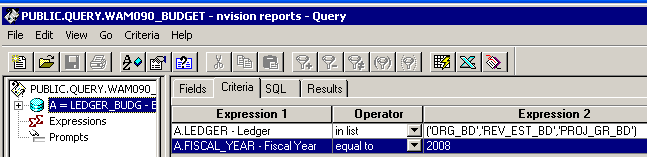 PUBLIC.QUERY.WAM090_BUDGET - nvision reports - Query
File Edit View Go Criteria Help
Fields Criteria SQL Results
PUBLIC.QUERY.WAM090_
A = LEDGER_BUDG -
Expressions
Prompts
Expression 1 Operator Expression 2
A.LEDGER - Ledger in list ('ORG_BD','REV_EST_BD','PROJ_GR_BD')
A.FISCAL_YEAR - Fiscal Year equal to 2008